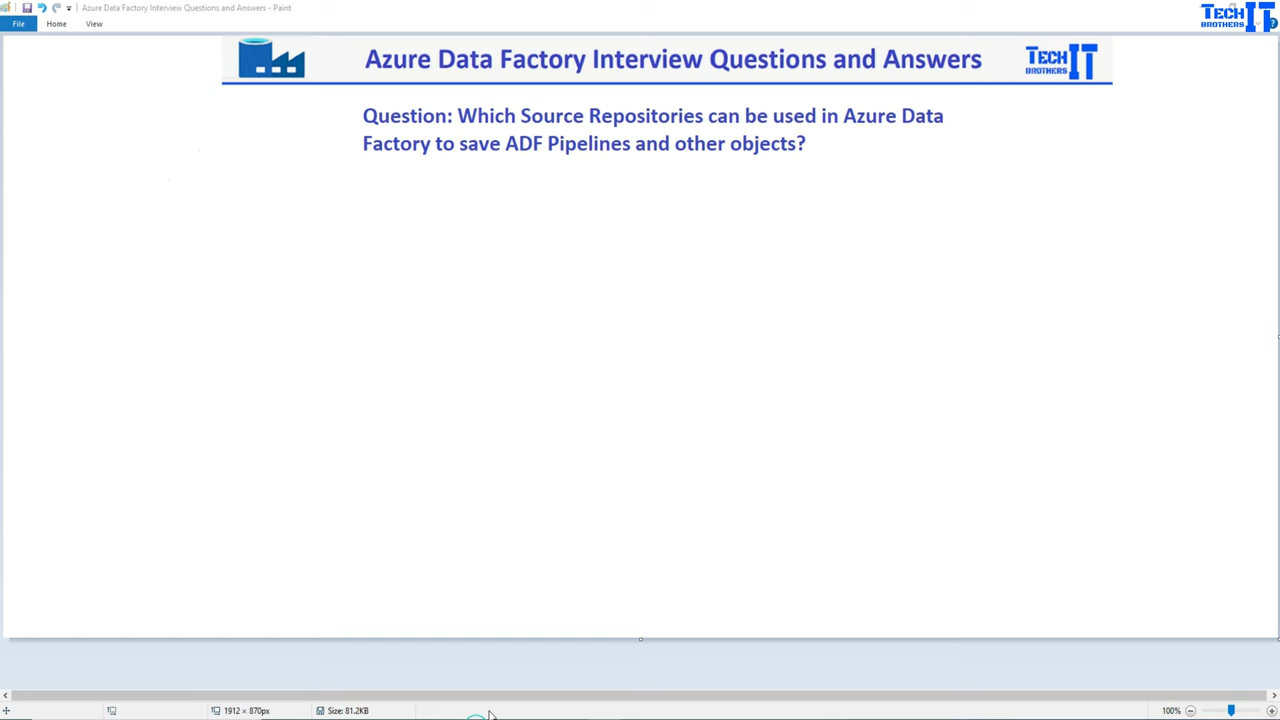 Azure Data Factory Interview Questions and Answers - Paint
TECH IT
BROTHERS
File Home View
Azure Data Factory Interview Questions and Answers
TECH IT
BROTHERS
Question: Which Source Repositories can be used in Azure Data
Factory to save ADF Pipelines and other objects?
1912 × 870px Size: 81.2KB 100%